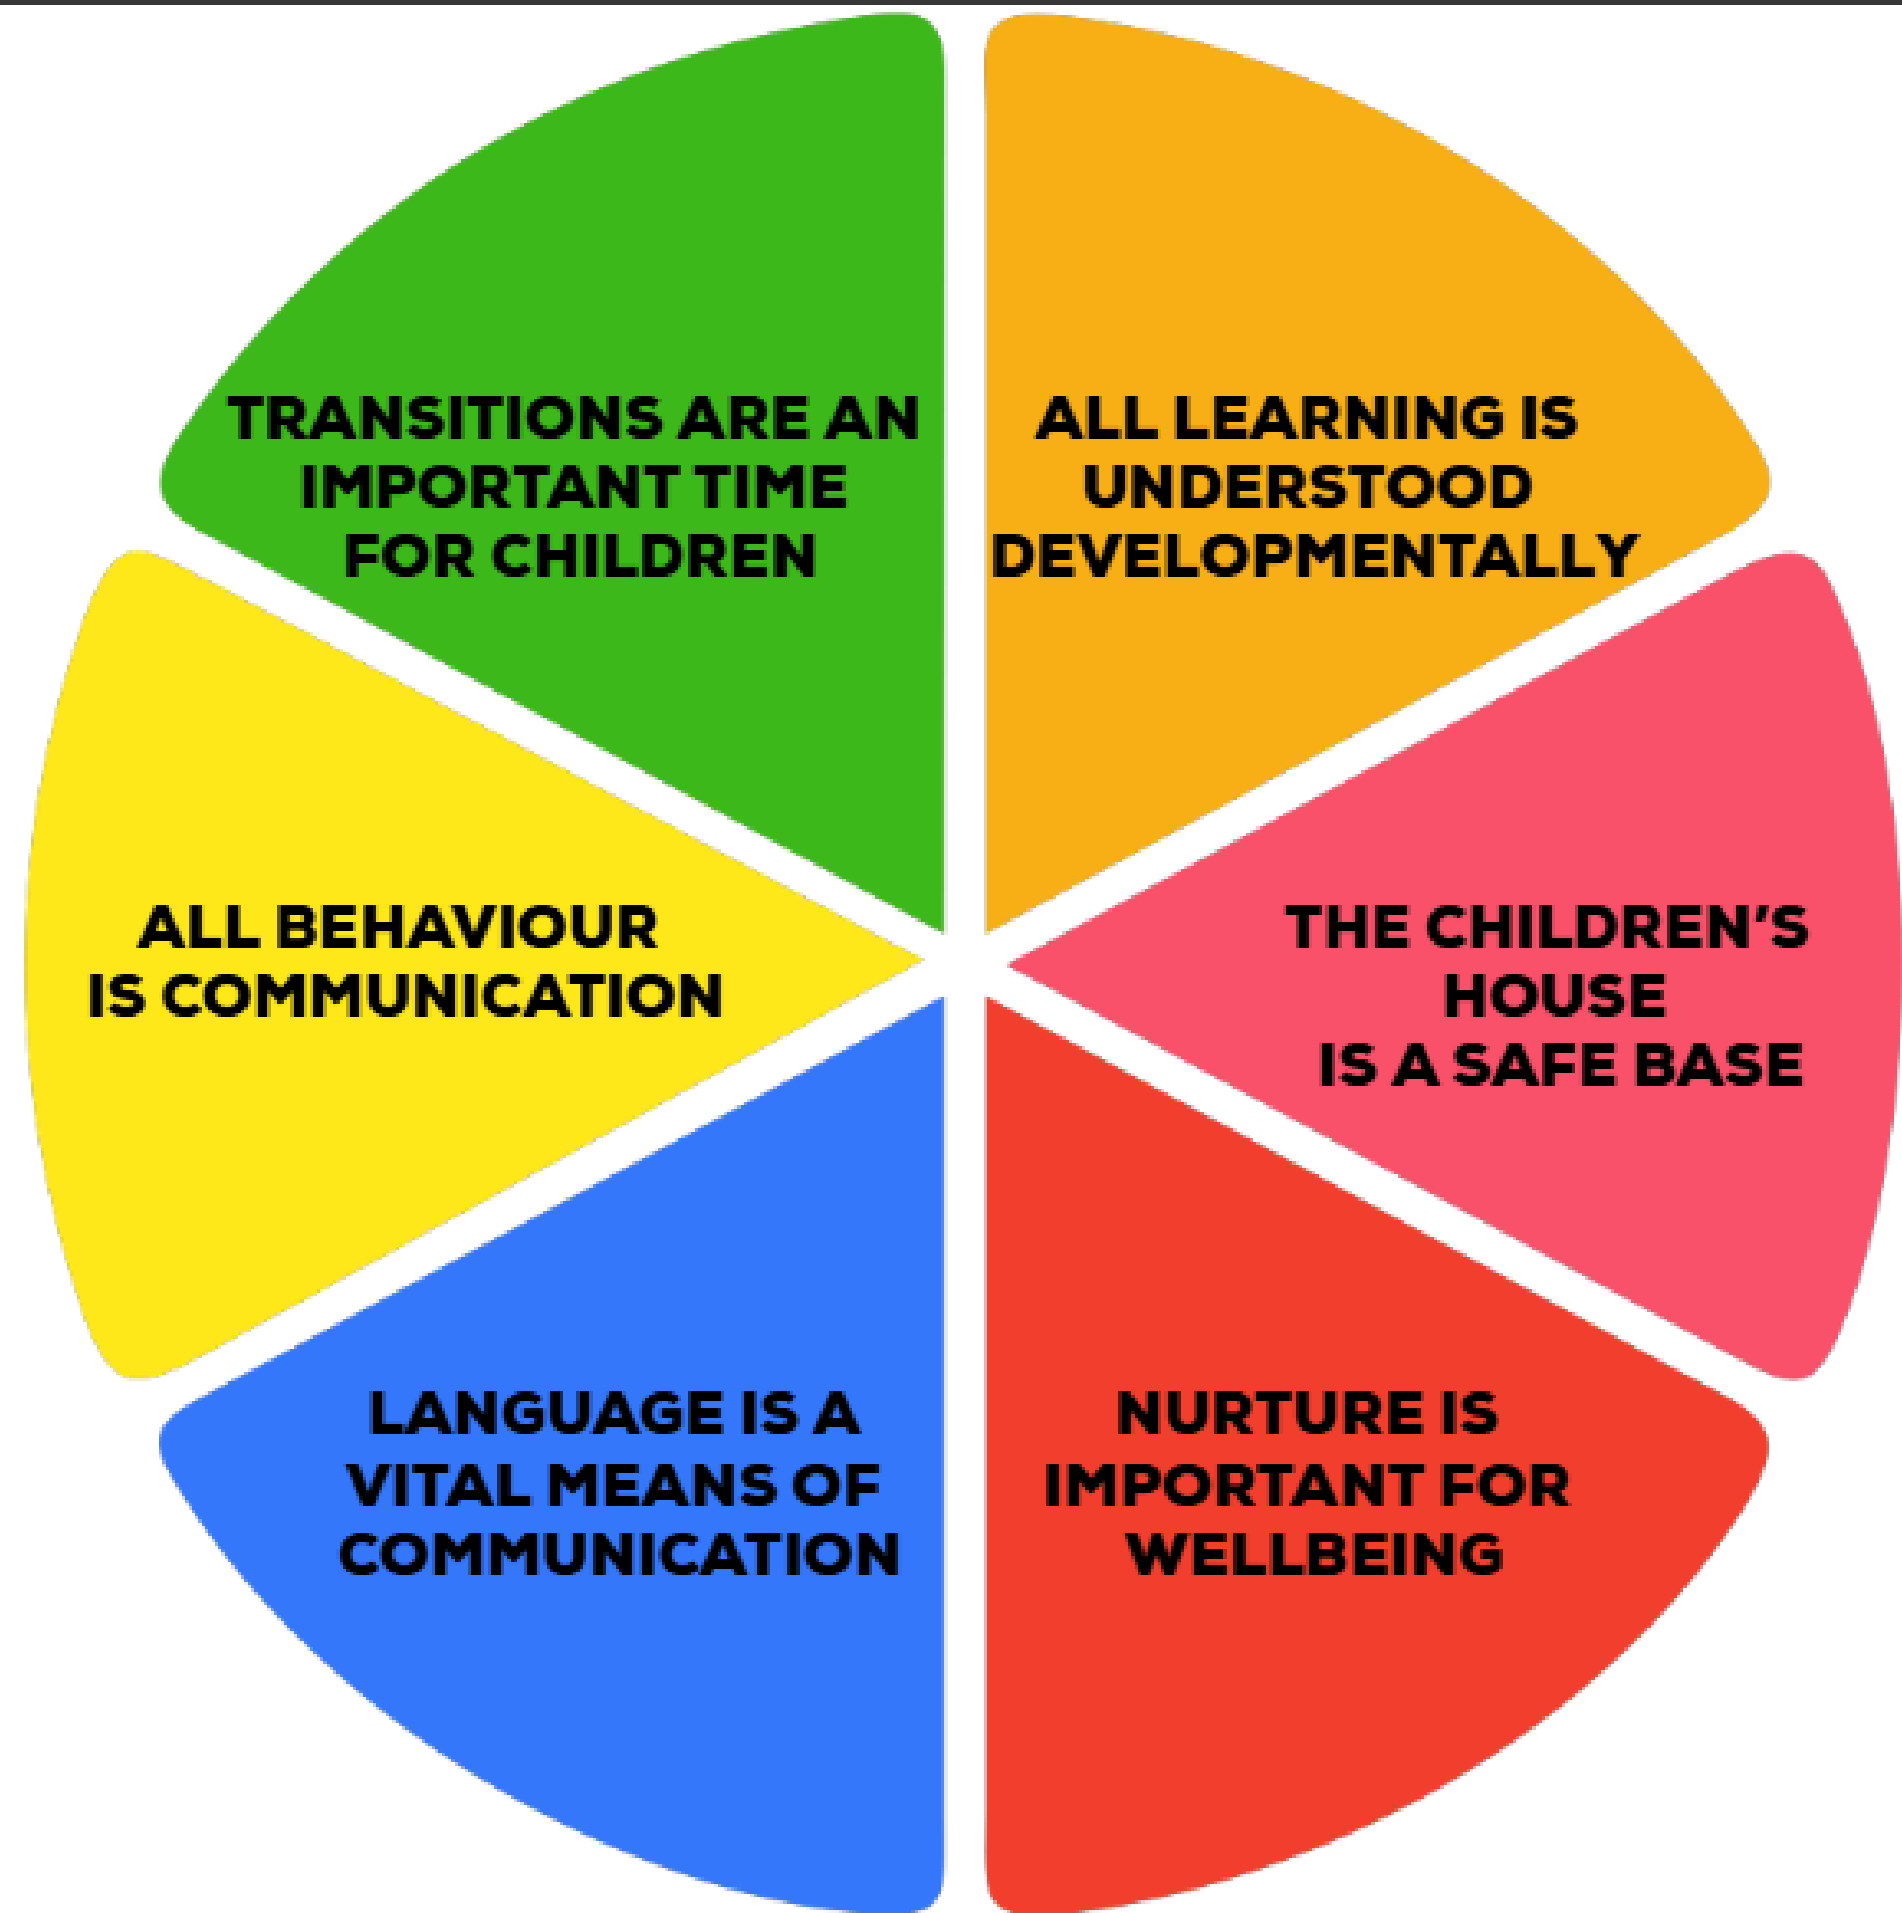 TRANSITIONS ARE AN
IMPORTANT TIME
FOR CHILDREN
ALL LEARNING IS
UNDERSTOOD
DEVELOPMENTALLY
ALL BEHAVIOUR
IS COMMUNICATION
THE CHILDREN'S
HOUSE
IS A SAFE BASE
LANGUAGE IS A
VITAL MEANS OF
COMMUNICATION
NURTURE IS
IMPORTANT FOR
WELLBEING